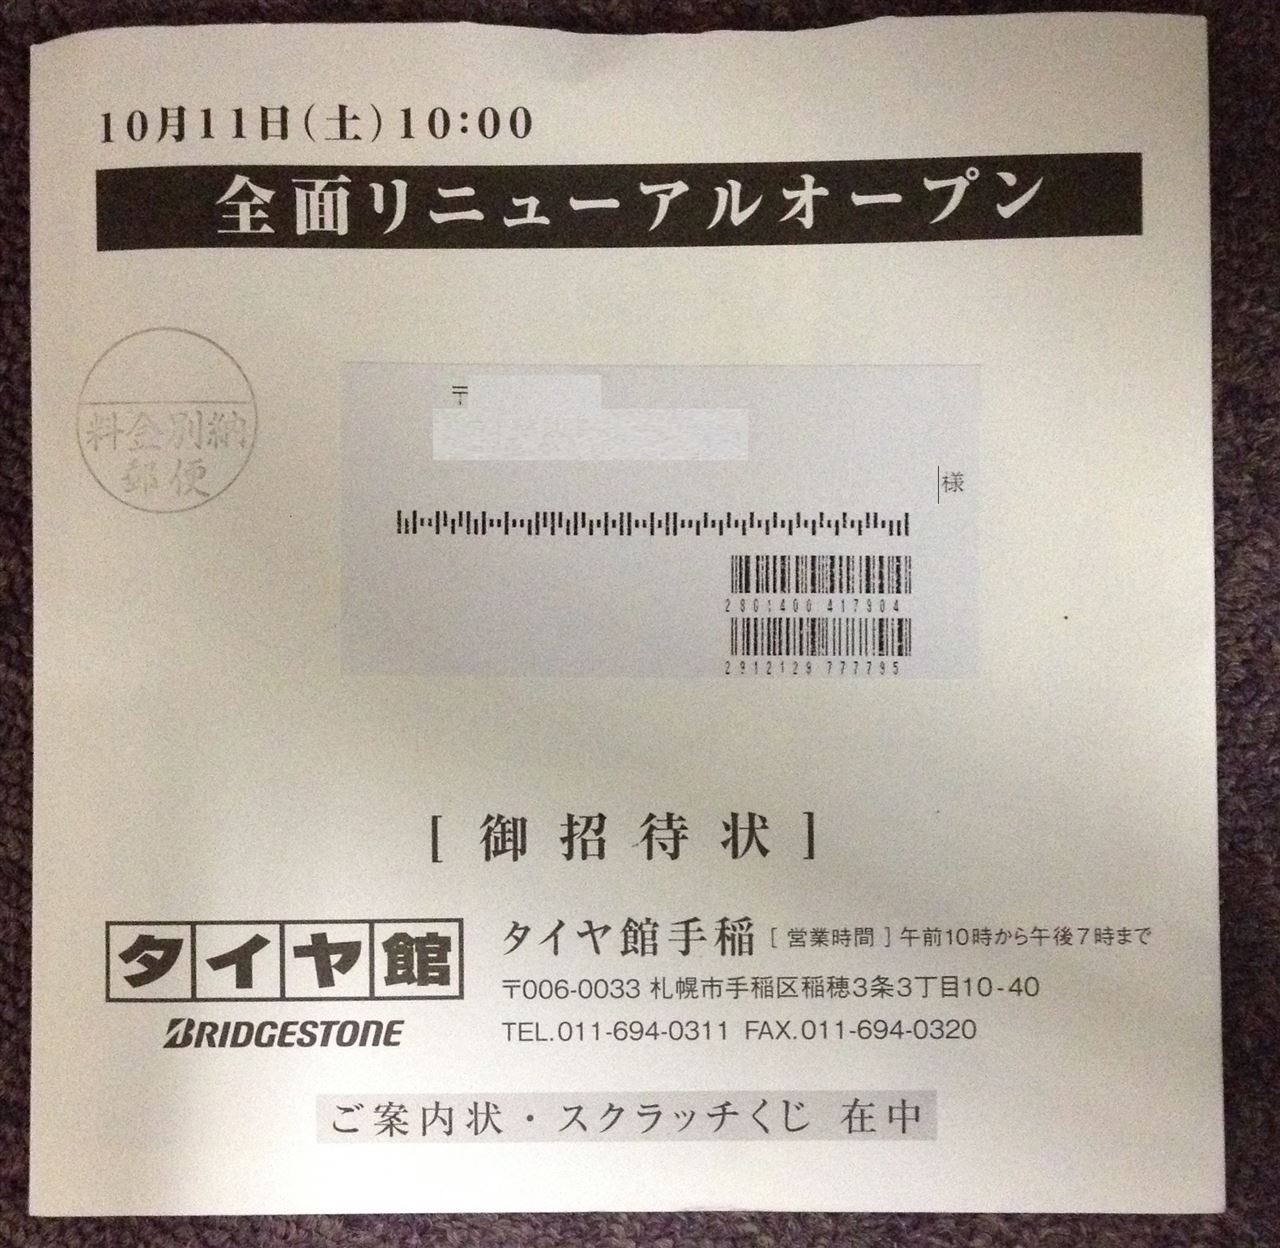 10月11日(土)10:00
全面リニューアルオープン
料金別納
郵便
〒
様
2801400 417904
2912129 777795
[ 御招待状 ]
タイヤ館
BRIDGESTONE
タイヤ館手稲 [ 営業時間 ] 午前10時から午後7時まで
〒006-0033 札幌市手稲区稲穂3条3丁目10-40
TEL.011-694-0311 FAX.011-694-0320
ご案内状・スクラッチくじ 在中